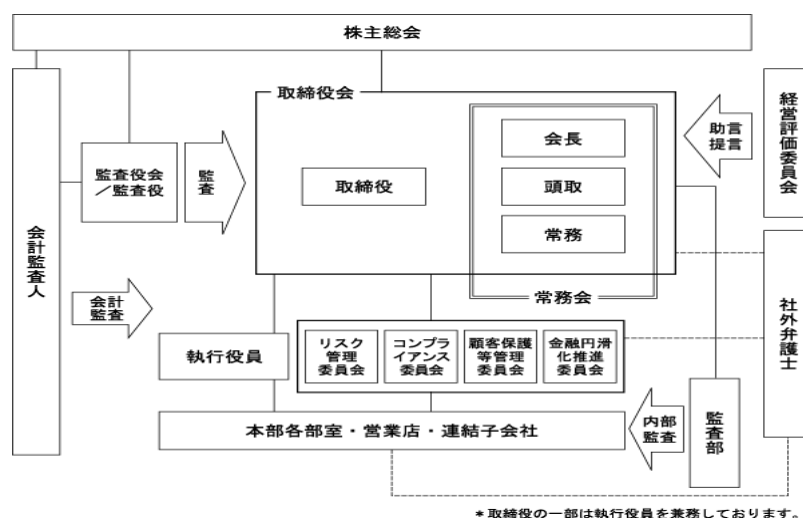 株主総会
取締役会
経営評価委員会
助言
提言
会長
監査役会
／監査役
監査
取締役
頭取
常務
会計監査人
常務会
社外弁護士
会計
監査
執行役員
リスク
管理
委員会
コンプラ
イアンス
委員会
顧客保護
等管理
委員会
金融円滑
化推進
委員会
本部各部室・営業店・連結子会社
内部
監査
監査部
＊取締役の一部は執行役員を兼務しております。